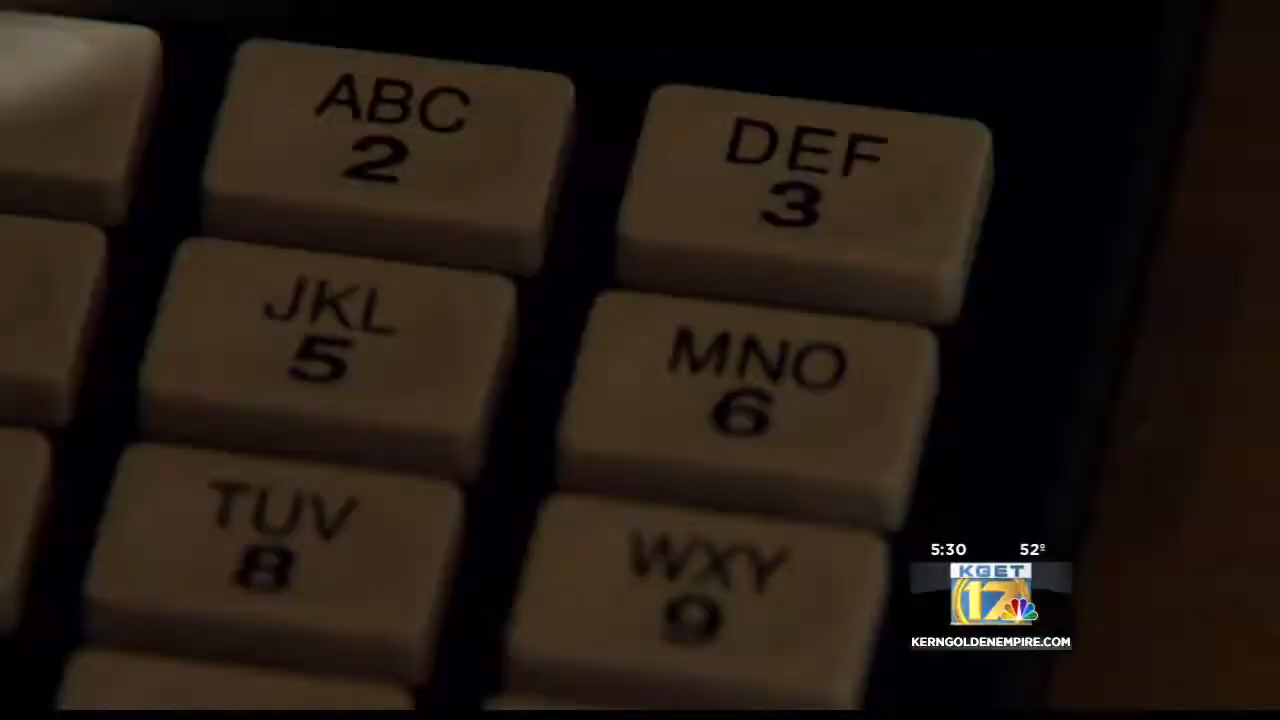 ABC
2
DEF
3
JKL
5
MNO
6
TUV
8
WXY
9
5:30 52°
KGET
17
KERNGOLDENEMPIRE.COM